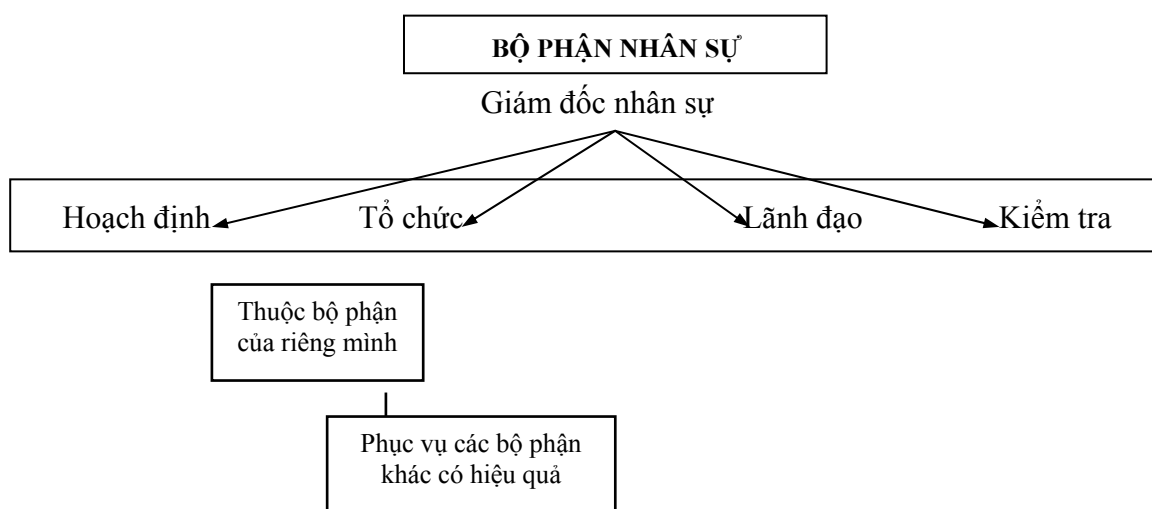 BỘ PHẬN NHÂN SỰ
Giám đốc nhân sự
Hoạch định Tổ chức Lãnh đạo Kiểm tra
Thuộc bộ phận
của riêng mình
Phục vụ các bộ phận
khác có hiệu quả